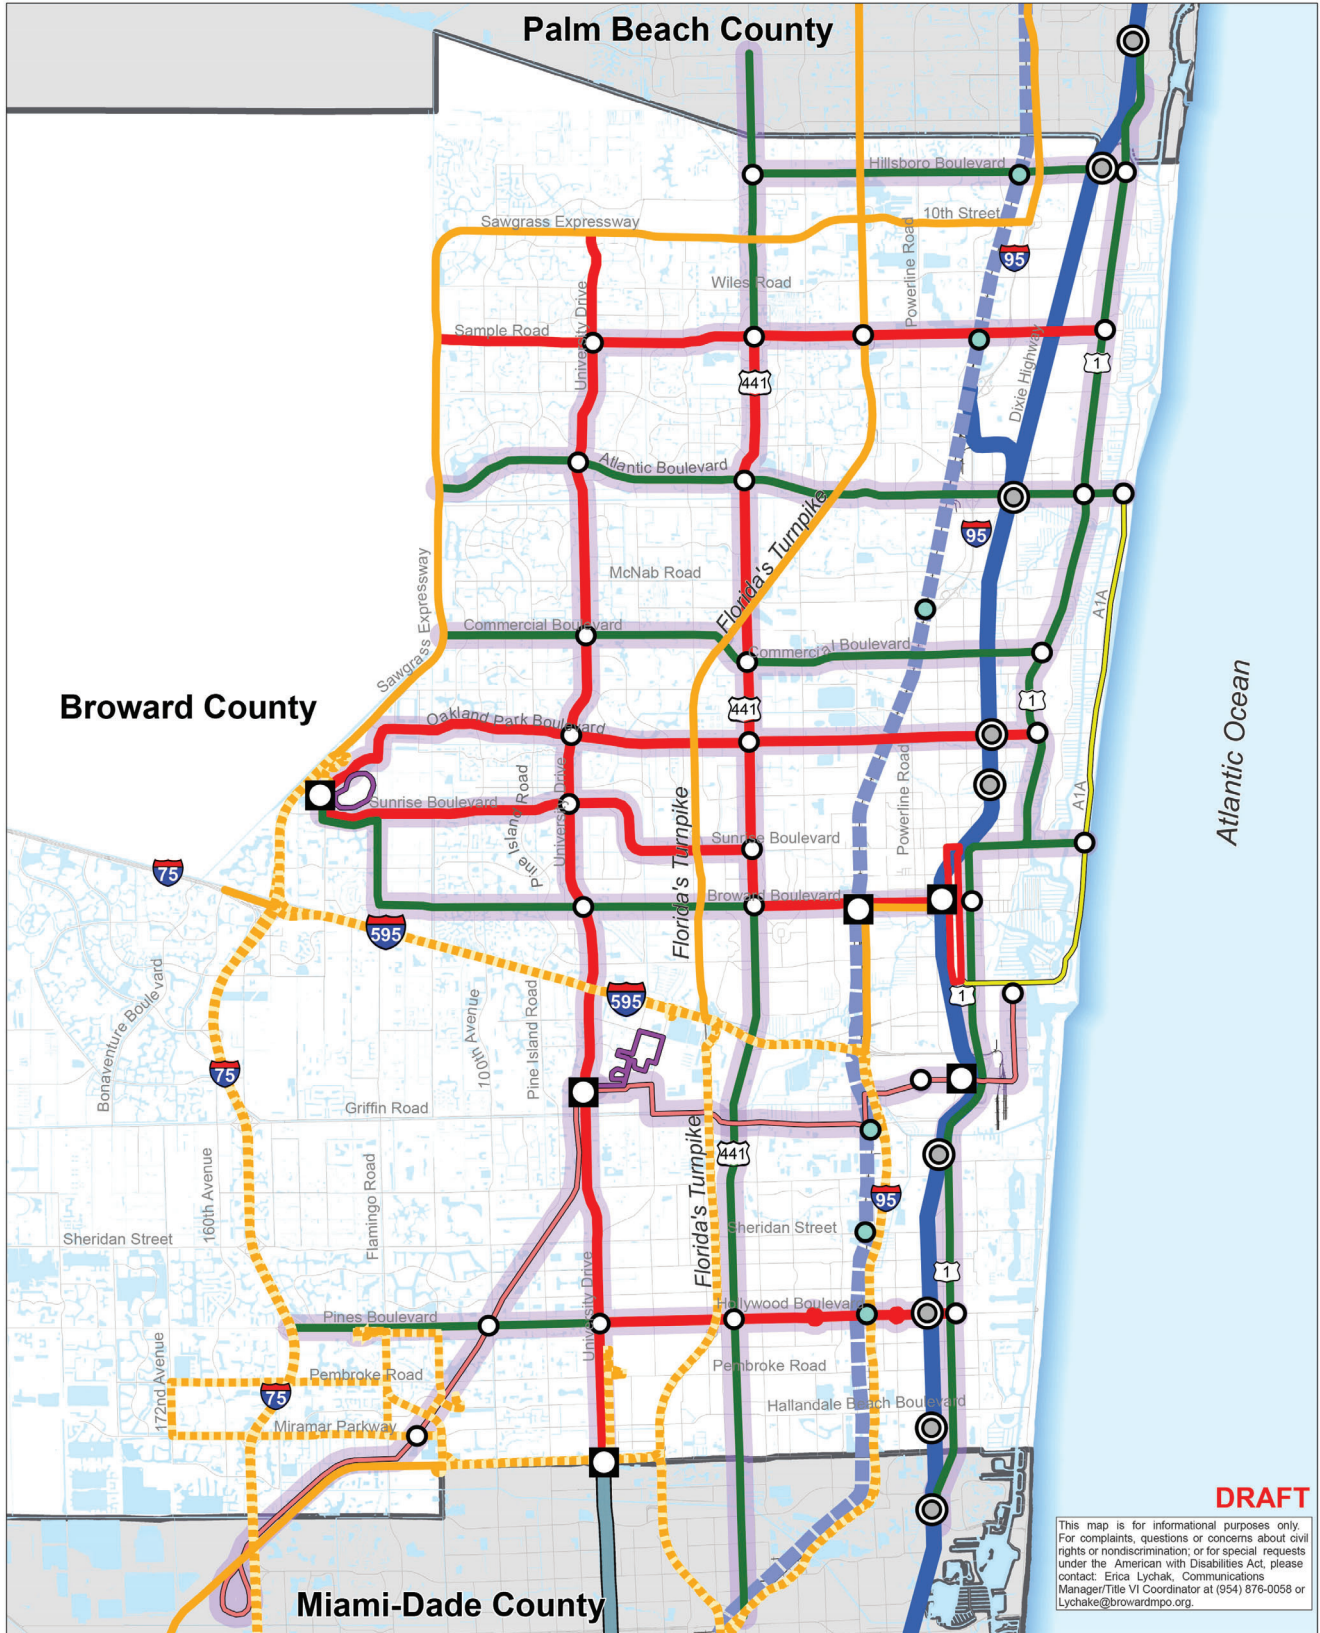 Palm Beach County
Hillsboro Boulevard
10th Street
Sawgrass Expressway
Powerline Road
95
Wiles Road
University Drive
Sample Road
Dixie Highway
1
441
Atlantic Boulevard
Florida's Turnpike
95
McNab Road
Sawgrass Expressway
A1A
Commercial Boulevard
Commercial Boulevard
Broward County
441
1
Atlantic Ocean
Oakland Park Boulevard
Pine Island Road
University Drive
Powerline Road
A1A
Sunrise Boulevard
Florida's Turnpike
Sunrise Boulevard
75
Broward Boulevard
595
Bonaventure Boulevard
100th Avenue
Pine Island Road
595
1
75
Griffin Road
Florida's Turnpike
441
160th Avenue
Flamingo Road
95
Sheridan Street
Sheridan Street
1
University Drive
Hollywood Boulevard
Pines Boulevard
172nd Avenue
Pembroke Road
Pembroke Road
75
Hallandale Beach Boulevard
Miramar Parkway
DRAFT
This map is for informational purposes only.
For complaints, questions or concerns about civil
rights or nondiscrimination; or for special requests
under the American with Disabilities Act, please
contact: Erica Lychak, Communications
Manager/Title VI Coordinator at (954) 876-0058 or
Lychake@browardmpo.org.
Miami-Dade County